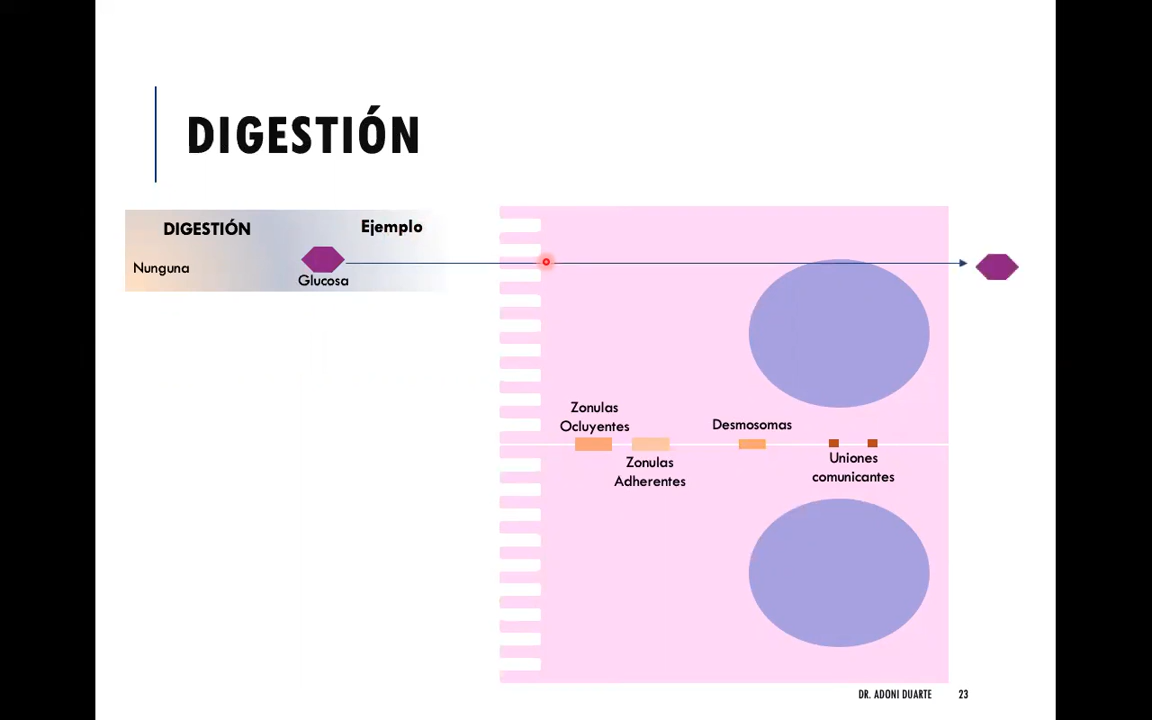 DIGESTIÓN
DIGESTIÓN
Ejemplo
Nunguna
Glucosa
Zonulas
Ocluyentes
Zonulas
Adherentes
Desmosomas
Uniones
comunicantes
DR. ADONI DUARTE 23